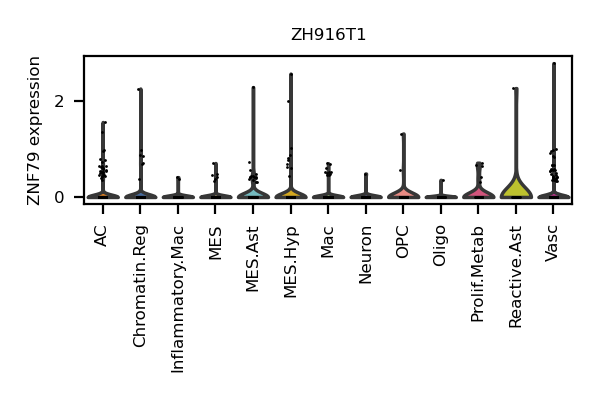 ZH916T1
ZNF79 expression
2
0
AC
Chromatin.Reg
Inflammatory.Mac
MES
MES.Ast
MES.Hyp
Mac
Neuron
OPC
Oligo
Prolif.Metab
Reactive.Ast
Vasc